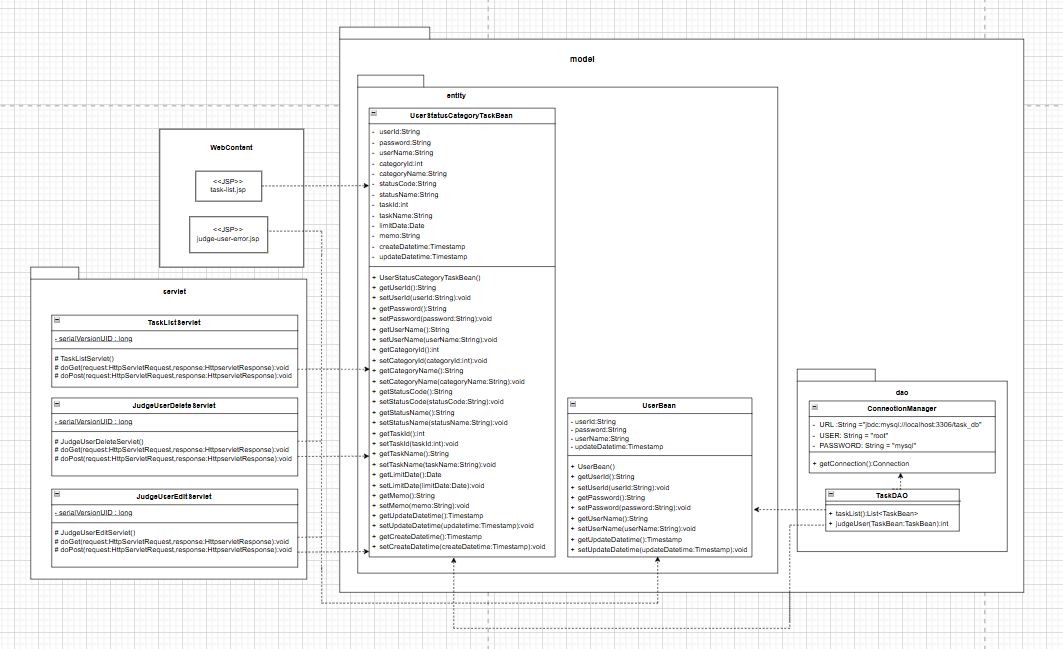 model
entity
UserStatusCategoryTaskBean
- userId:String
- password:String
- userName:String
- categoryId:int
- categoryName:String
- statusCode:String
- statusName:String
- taskId:int
- taskName:String
- limitDate:Date
- memo:String
- createDatetime:Timestamp
- updateDatetime:Timestamp
+ UserStatusCategoryTaskBean()
+ getUserId():String
+ setUserId(userId:String):void
+ getPassword():String
+ setPassword(password:String):void
+ getUserName():String
+ setUserName(userName:String):void
+ getCategoryId():int
+ setCategoryId(categoryId:int):void
+ getCategoryName():String
+ setCategoryName(categoryName:String):void
+ getStatusCode():String
+ setStatusCode(statusCode:String):void
+ getStatusName():String
+ setStatusName(statusName:String):void
+ getTaskId():int
+ setTaskId(taskId:int):void
+ getTaskName():String
+ setTaskName(taskName:String):void
+ getLimitDate():Date
+ setLimitDate(limitDate:Date):void
+ getMemo():String
+ setMemo(memo:String):void
+ getUpdateDatetime():Timestamp
+ setUpdateDatetime(updatetime:Timestamp):void
+ getCreateDatetime():Timestamp
+ setCreateDatetime(createDatetime:Timestamp):void
WebContent
<<JSP>>
task-list.jsp
<<JSP>>
judge-user-error.jsp
servlet
TaskListServlet
- serialVersionUID : long
# TaskListServlet()
# doGet(request:HttpServletRequest,response:HttpservletResponse):void
# doPost(request:HttpServletRequest,response:HttpservletResponse):void
JudgeUserDeleteServlet
- serialVersionUID : long
# JudgeUserDeleteServlet()
# doGet(request:HttpServletRequest,response:HttpservletResponse):void
# doPost(request:HttpServletRequest,response:HttpservletResponse):void
JudgeUserEditServlet
- serialVersionUID : long
# JudgeUserEditServlet()
# doGet(request:HttpServletRequest,response:HttpservletResponse):void
# doPost(request:HttpServletRequest,response:HttpservletResponse):void
UserBean
- userId:String
- password:String
- userName:String
- updateDatetime:Timestamp
+ UserBean()
+ getUserId():String
+ setUserId(userId:String):void
+ getPassword():String
+ setPassword(password:String):void
+ getUserName():String
+ setUserName(userName:String):void
+ getUpdateDatetime():Timestamp
+ setUpdateDatetime(updateDatetime:Timestamp):void
dao
ConnectionManager
- URL :String ="jbdc:mysql://localhost:3306/task_db"
- USER: String = "root"
- PASSWORD: String = "mysql"
+ getConnection():Connection
TaskDAO
+ taskList():List<TaskBean>
+ judgeUser(TaskBean:TaskBean):int